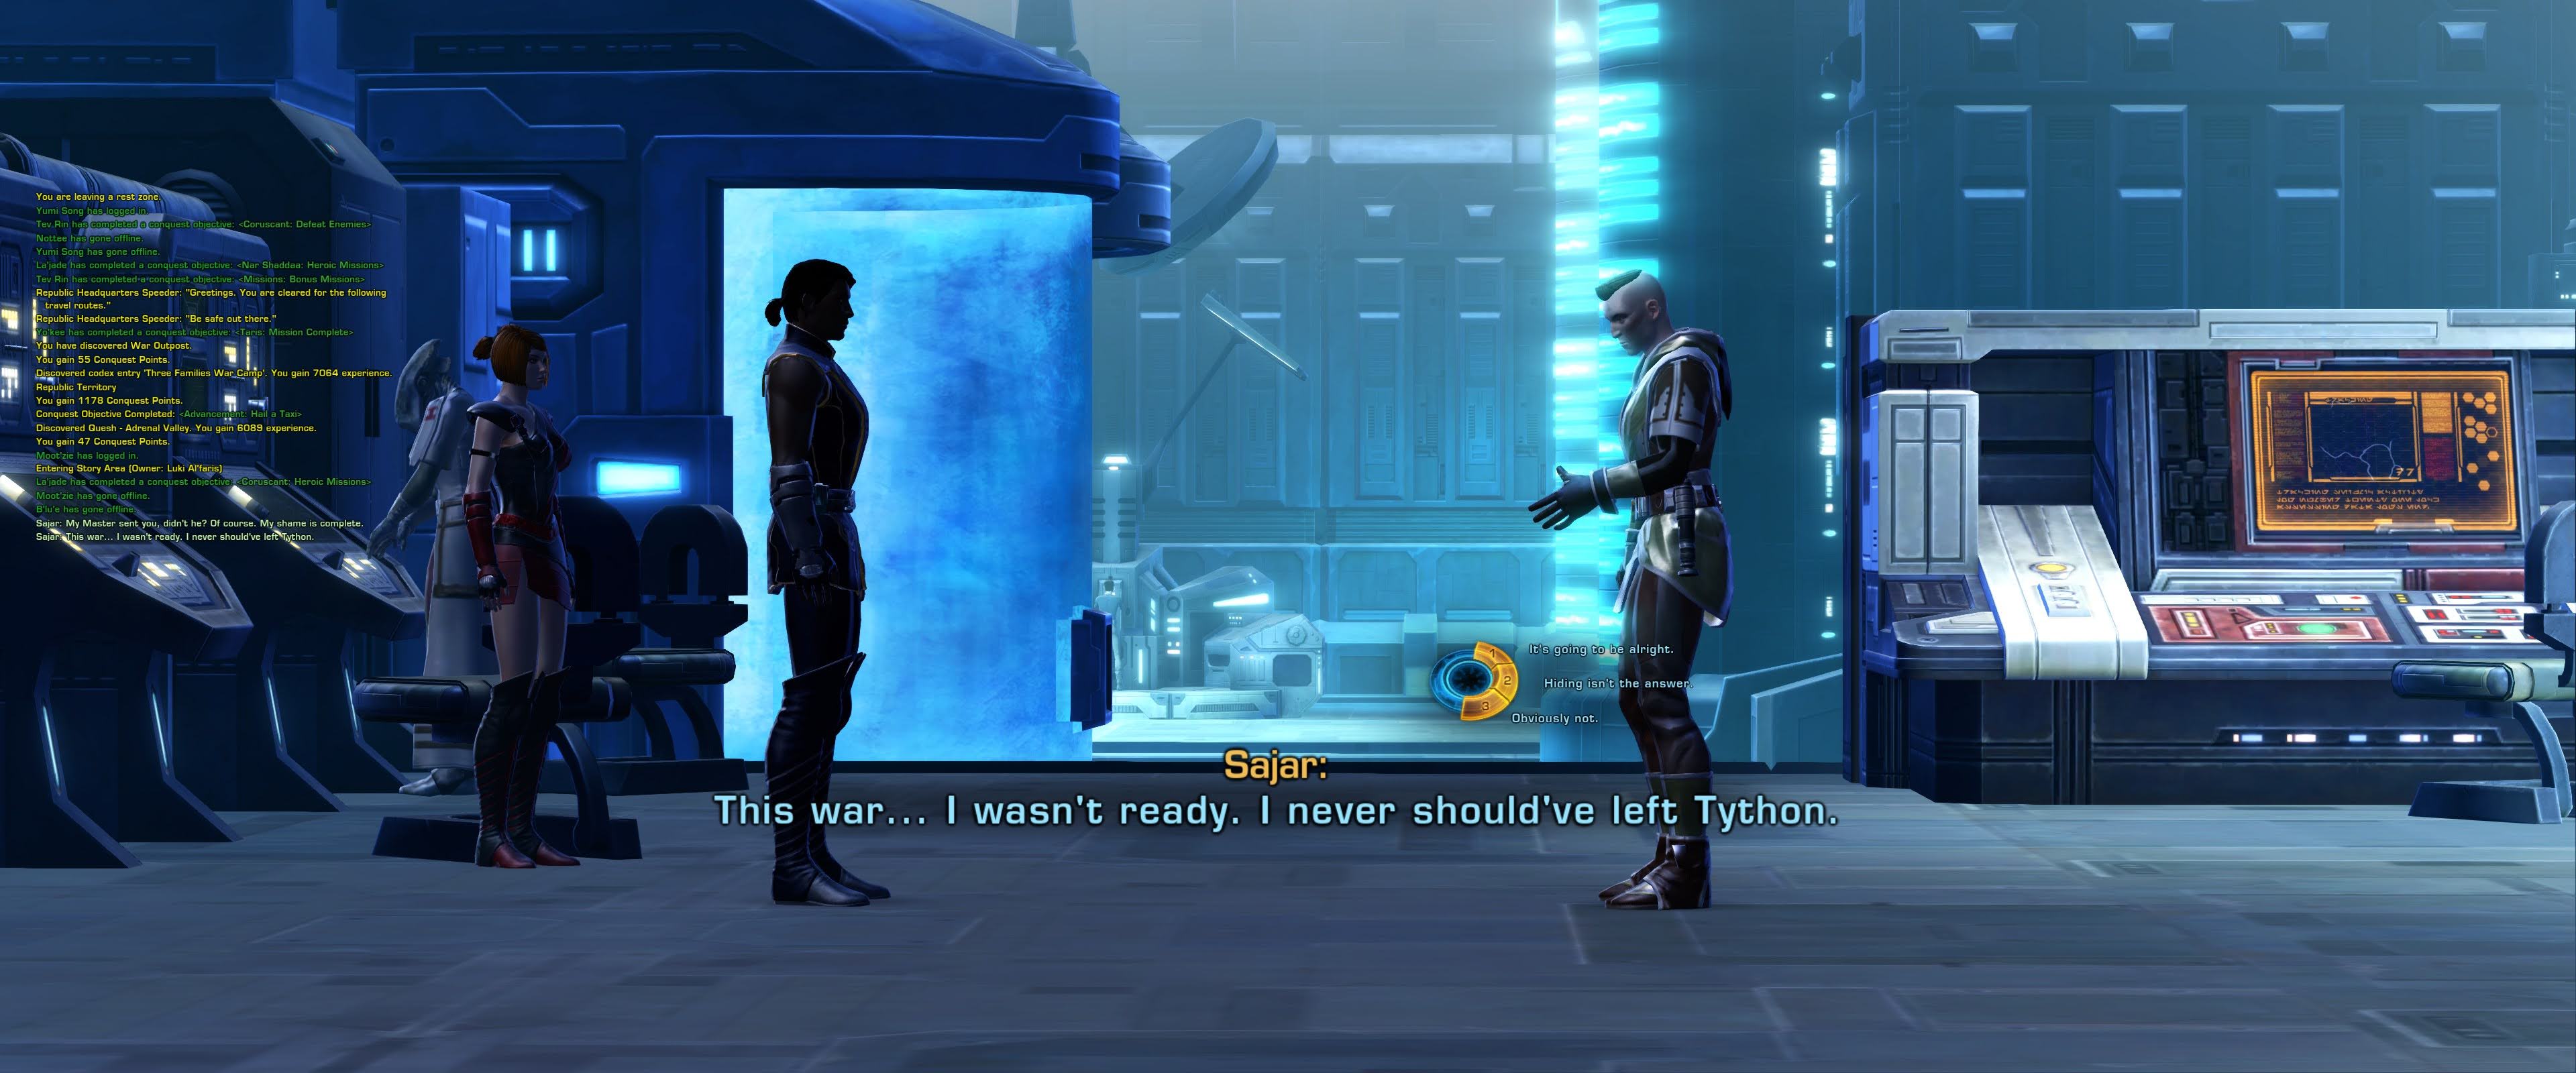 You are leaving a rest zone.
Yumi Song has logged in.
Tev Rin has completed a conquest objective: <Coruscant: Defeat Enemies>
Nottee has gone offline.
Yumi Song has gone offline.
La'jade has completed a conquest objective: <Nar Shaddaa: Heroic Missions>
Tev Rin has completed a conquest objective: <Missions: Bonus Missions>
Republic Headquarters Speeder: "Greetings. You are cleared for the following
travel routes."
Republic Headquarters Speeder: "Be safe out there."
Yo'kee has completed a conquest objective: <Taris: Mission Complete>
You have discovered War Outpost.
You gain 55 Conquest Points.
Discovered codex entry 'Three Families War Camp'. You gain 7064 experience.
Republic Territory
You gain 1178 Conquest Points.
Conquest Objective Completed: <Advancement: Hail a Taxi>
Discovered Quesh - Adrenal Valley. You gain 6089 experience.
You gain 47 Conquest Points.
Moot'zie has logged in.
Entering Story Area (Owner: Luki Al'faris)
La'jade has completed a conquest objective: <Coruscant: Heroic Missions>
Moot'zie has gone offline.
B'lu'e has gone offline.
Sajar: My Master sent you, didn't he? Of course. My shame is complete.
Sajar: This war... I wasn't ready. I never should've left Tython.
1 It's going to be alright.
2 Hiding isn't the answer.
3 Obviously not.
Sajar:
This war... I wasn't ready. I never should've left Tython.